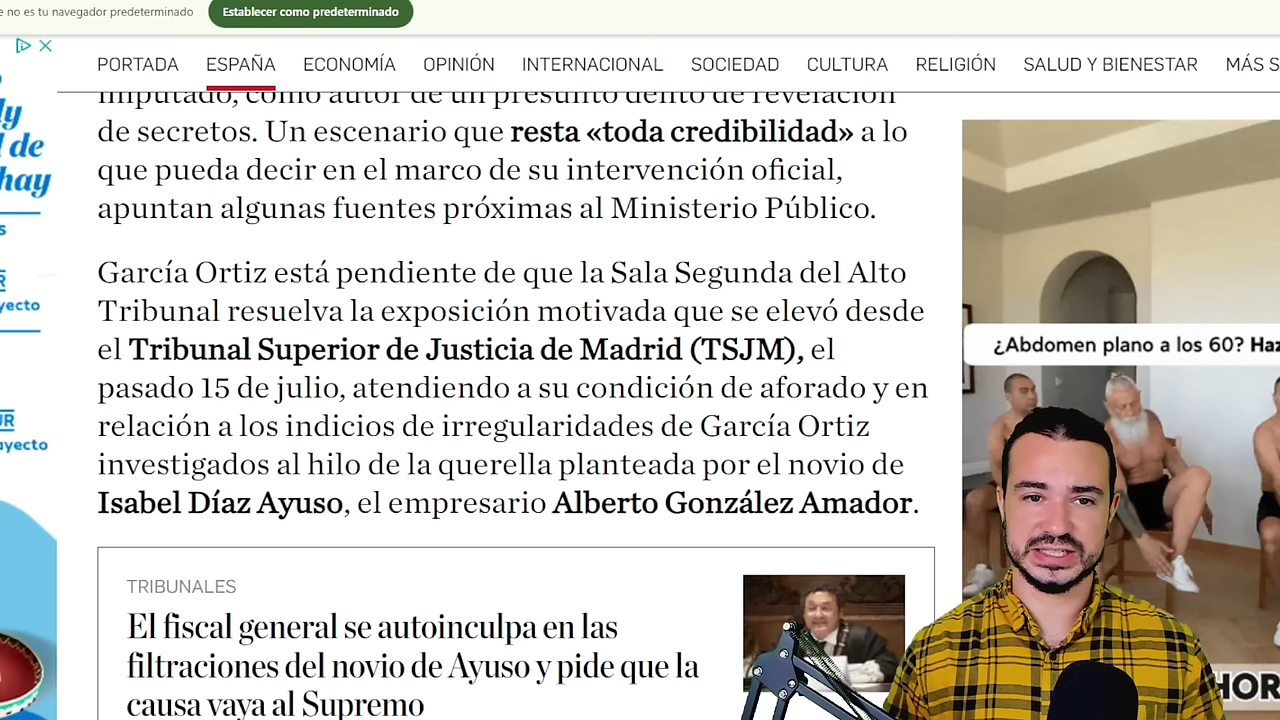 e no es tu navegador predeterminado
Establecer como predeterminado
PORTADA ESPAÑA ECONOMÍA OPINIÓN INTERNACIONAL SOCIEDAD CULTURA RELIGIÓN SALUD Y BIENESTAR MÁS S
ly
l de
hay
s
R
yecto
UR
ayecto
imputado, como autor de un presunto delito de revelación
de secretos. Un escenario que resta «toda credibilidad» a lo
que pueda decir en el marco de su intervención oficial,
apuntan algunas fuentes próximas al Ministerio Público.
García Ortiz está pendiente de que la Sala Segunda del Alto
Tribunal resuelva la exposición motivada que se elevó desde
el Tribunal Superior de Justicia de Madrid (TSJM), el
pasado 15 de julio, atendiendo a su condición de aforado y en
relación a los indicios de irregularidades de García Ortiz
investigados al hilo de la querella planteada por el novio de
Isabel Díaz Ayuso, el empresario Alberto González Amador.
TRIBUNALES
El fiscal general se autoinculpa en las
filtraciones del novio de Ayuso y pide que la
causa vaya al Supremo
¿Abdomen plano a los 60? Haz
HOR